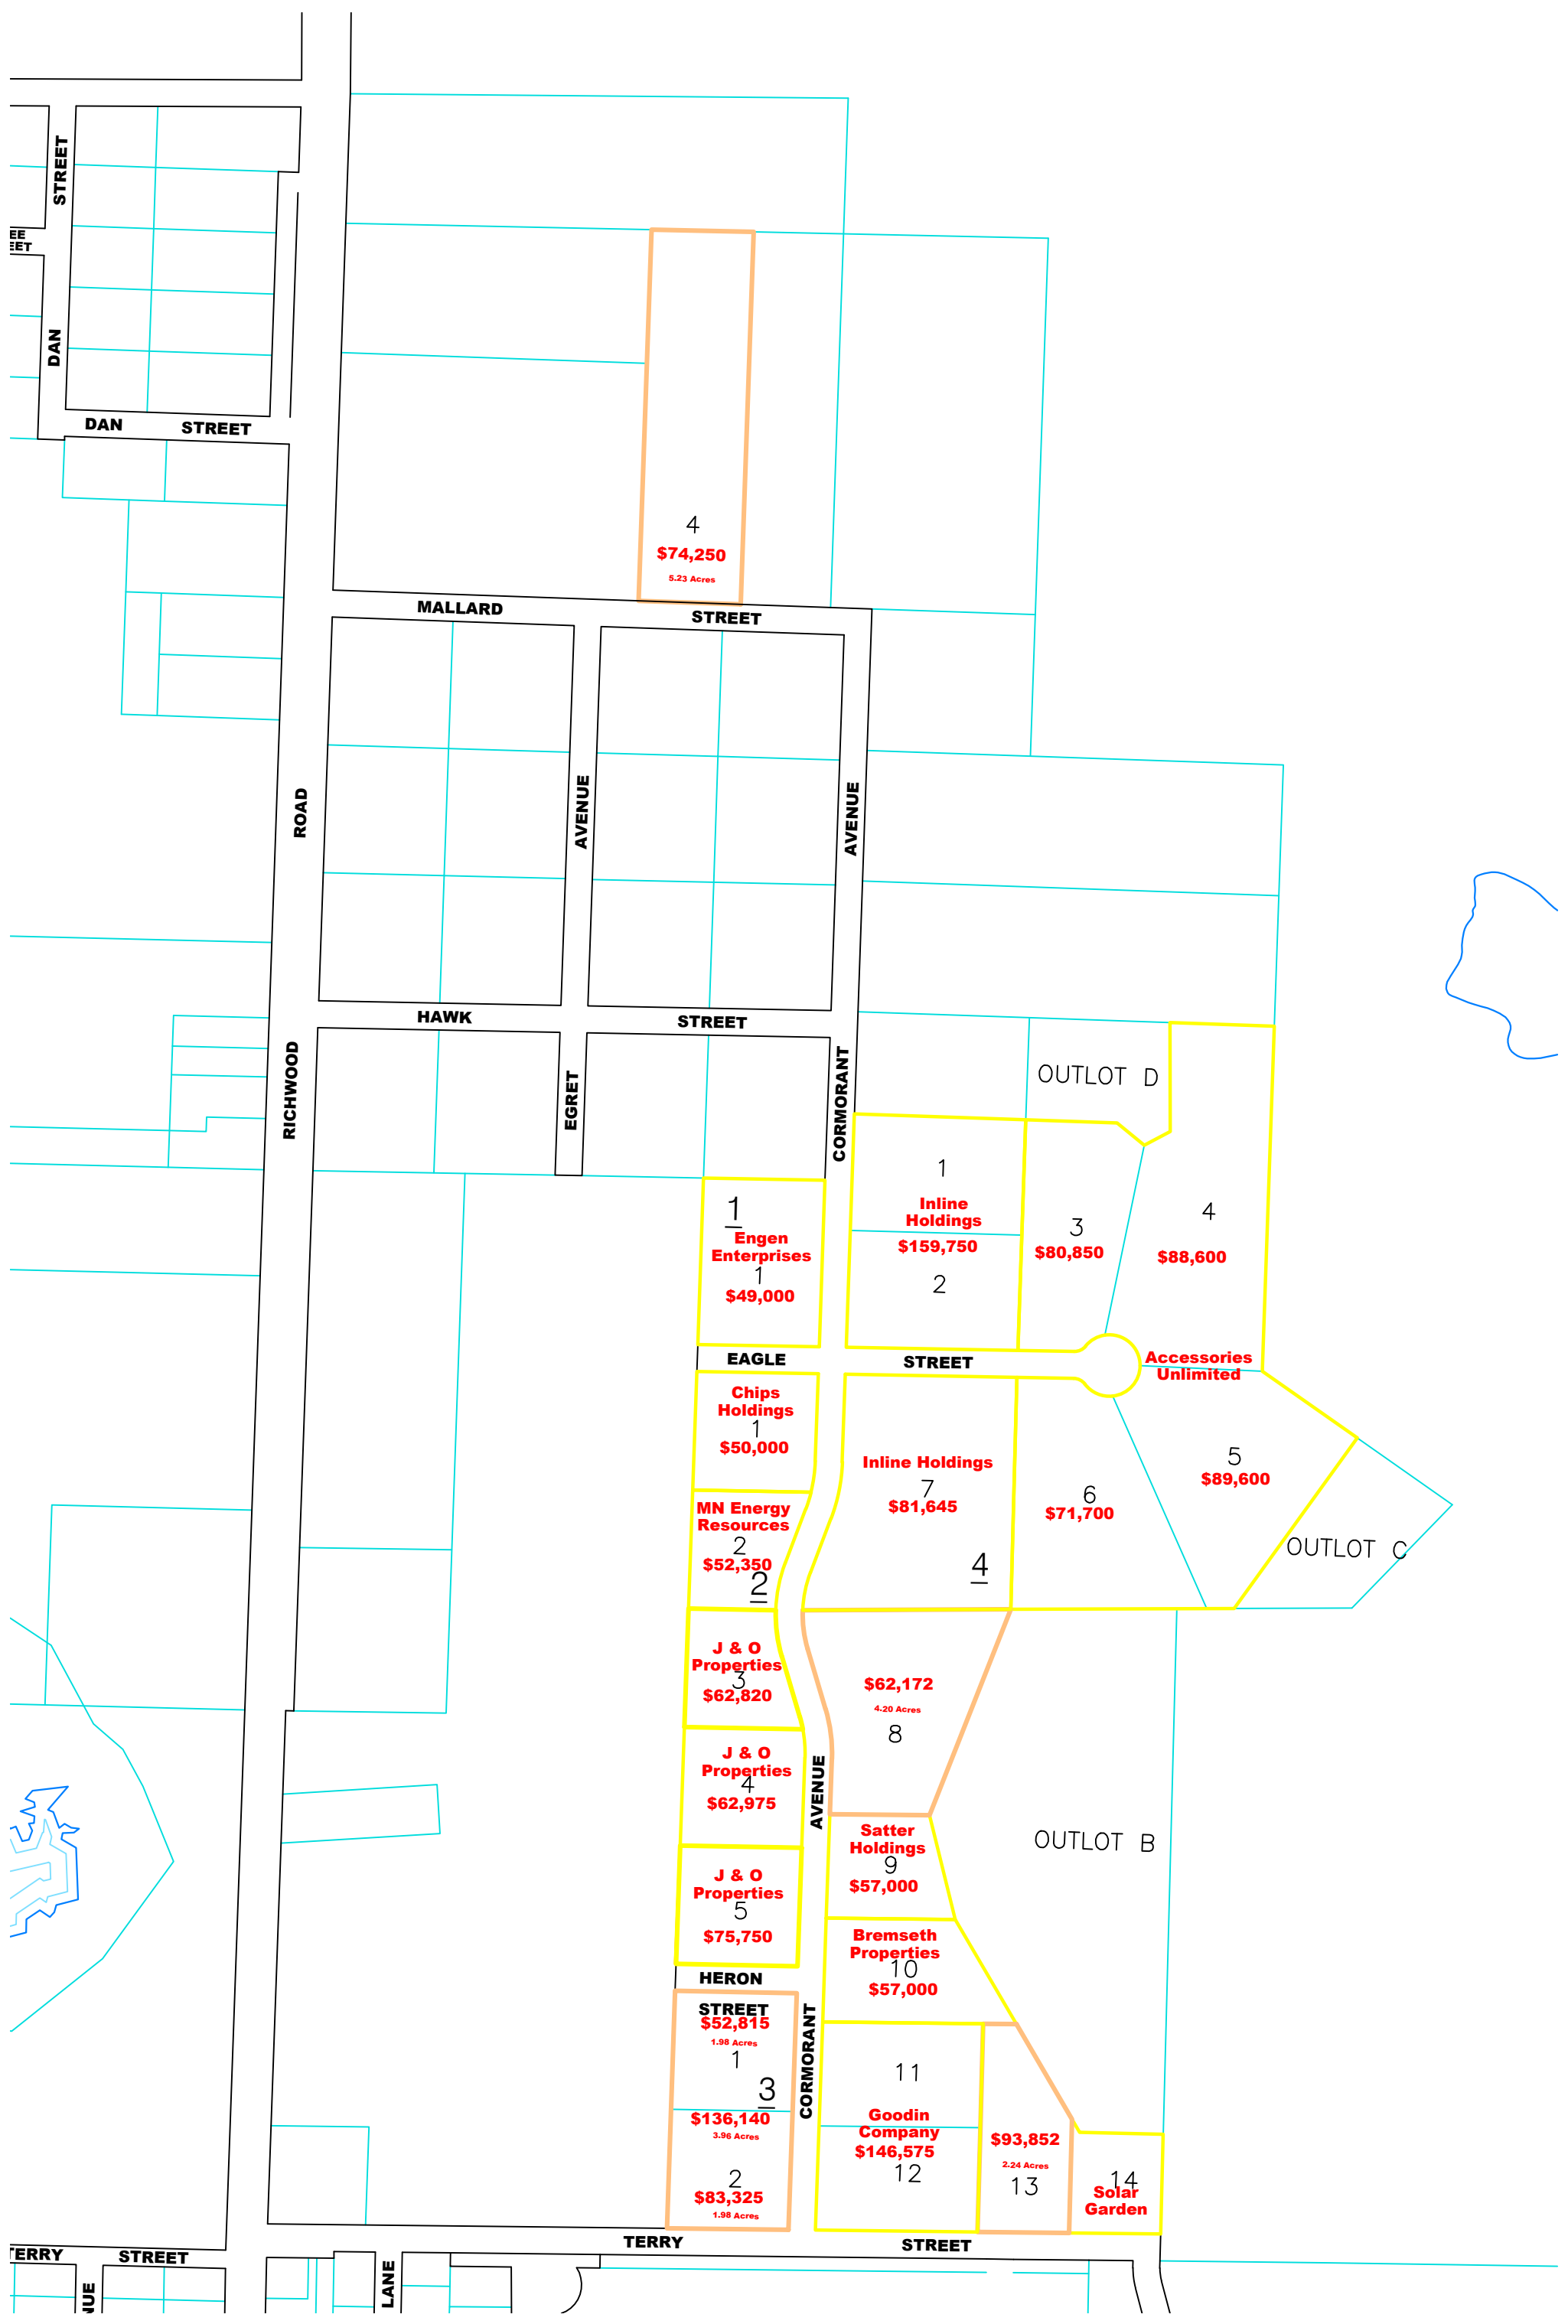 STREET
EE
EET
DAN
DAN STREET
4
$74,250
5.23 Acres
MALLARD STREET
ROAD
AVENUE
AVENUE
HAWK STREET
RICHWOOD
EGRET
CORMORANT
OUTLOT D
1
Inline
Holdings
$159,750
2
3
$80,850
4
$88,600
1
Engen
Enterprises
1
$49,000
EAGLE STREET
Accessories
Unlimited
Chips
Holdings
1
$50,000
MN Energy
Resources
2
$52,350
2
Inline Holdings
7
$81,645
4
6
$71,700
5
$89,600
OUTLOT C
J & O
Properties
3
$62,820
$62,172
4.20 Acres
8
J & O
Properties
4
$62,975
AVENUE
OUTLOT B
Satter
Holdings
9
$57,000
J & O
Properties
5
$75,750
Bremseth
Properties
10
$57,000
HERON
STREET
$52,815
1.98 Acres
1
3
$136,140
3.96 Acres
2
$83,325
1.98 Acres
CORMORANT
11
Goodin
Company
$146,575
12
$93,852
2.24 Acres
13
14
Solar
Garden
TERRY STREET
TERRY STREET
NUE
LANE